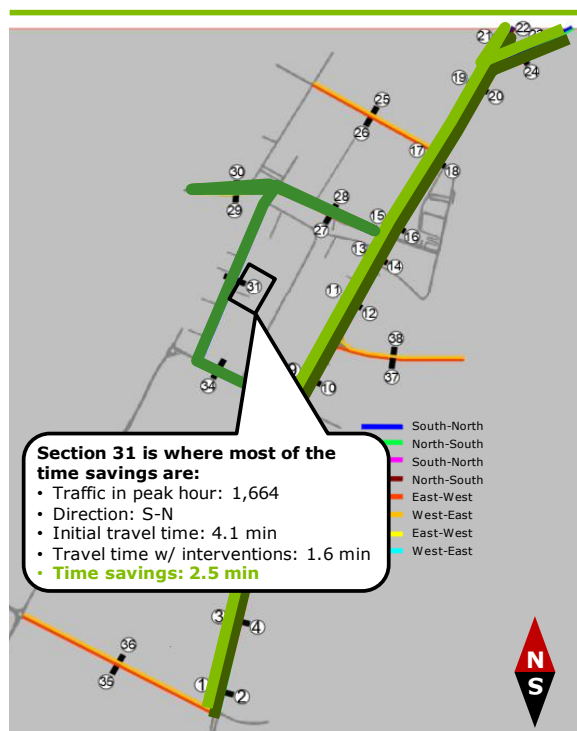 21
22
19
24
20
25
26
17
18
30
29
28
27
15
16
13
14
31
11
12
38
37
34
10
South-North
North-South
South-North
North-South
East-West
West-East
East-West
West-East
Section 31 is where most of the
time savings are:
• Traffic in peak hour: 1,664
• Direction: S-N
• Initial travel time: 4.1 min
• Travel time w/ interventions: 1.6 min
• Time savings: 2.5 min
3
4
36
35
1
2
N
S